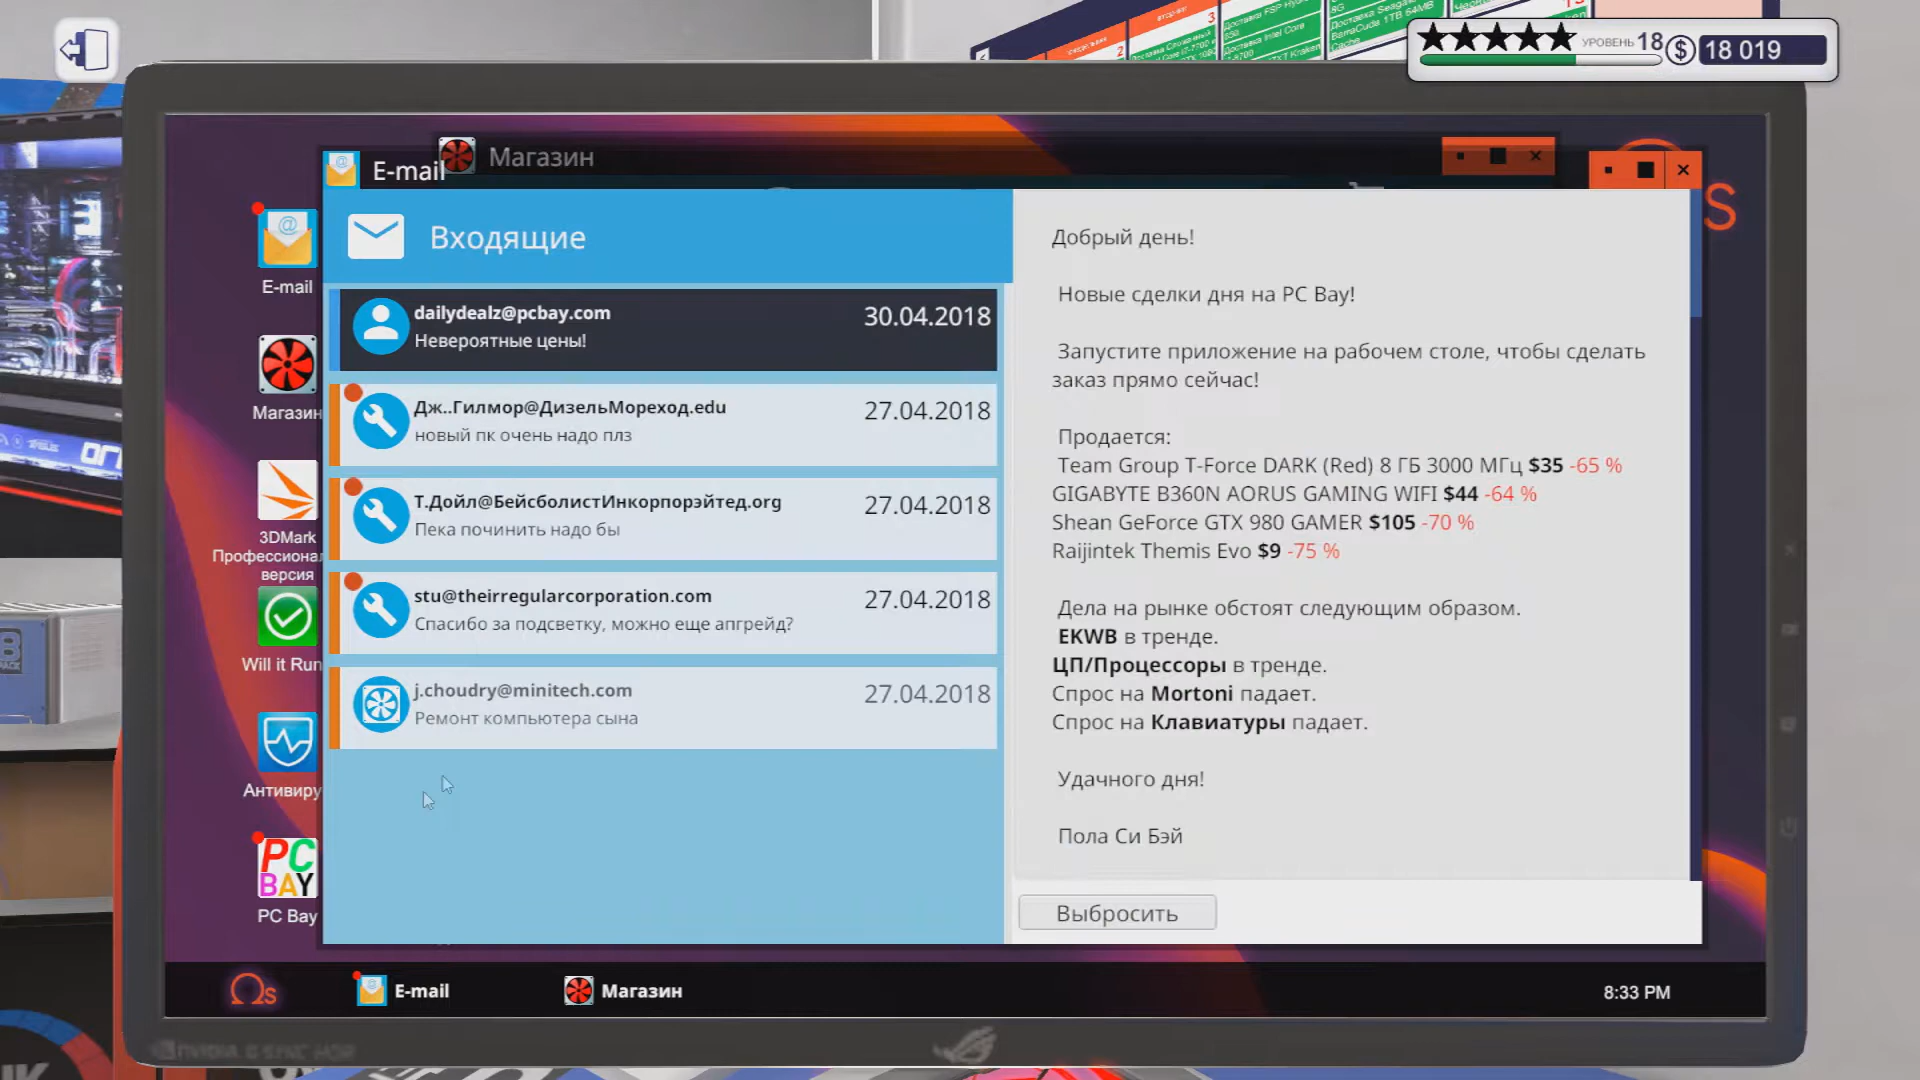 УРОВЕНЬ 18
18 019
Магазин
E-mail
Входящие
dailydealz@pcbay.com
30.04.2018
Невероятные цены!
Дж..Гилмор@ДизельМореход.edu
27.04.2018
новый пк очень надо плз
Т.Дойл@БейсболистИнкорпорэйтед.org
27.04.2018
Пека починить надо бы
stu@theirregularcorporation.com
27.04.2018
Спасибо за подсветку, можно еще апгрейд?
j.choudry@minitech.com
27.04.2018
Ремонт компьютера сына
Добрый день!
Новые сделки дня на PC Bay!
Запустите приложение на рабочем столе, чтобы сделать
заказ прямо сейчас!
Продается:
Team Group T-Force DARK (Red) 8 ГБ 3000 МГц $35 -65 %
GIGABYTE B360N AORUS GAMING WIFI $44 -64 %
Shean GeForce GTX 980 GAMER $105 -70 %
Raijintek Themis Evo $9 -75 %
Дела на рынке обстоят следующим образом.
EKWB в тренде.
ЦП/Процессоры в тренде.
Спрос на Mortoni падает.
Спрос на Клавиатуры падает.
Удачного дня!
Пола Си Бэй
Выбросить
E-mail
Магазин
3DMark
Профессионал
версия
Will it Run
Антивиру
PC
BAY
PC Bay
Ωs
E-mail
Магазин
8:33 PM